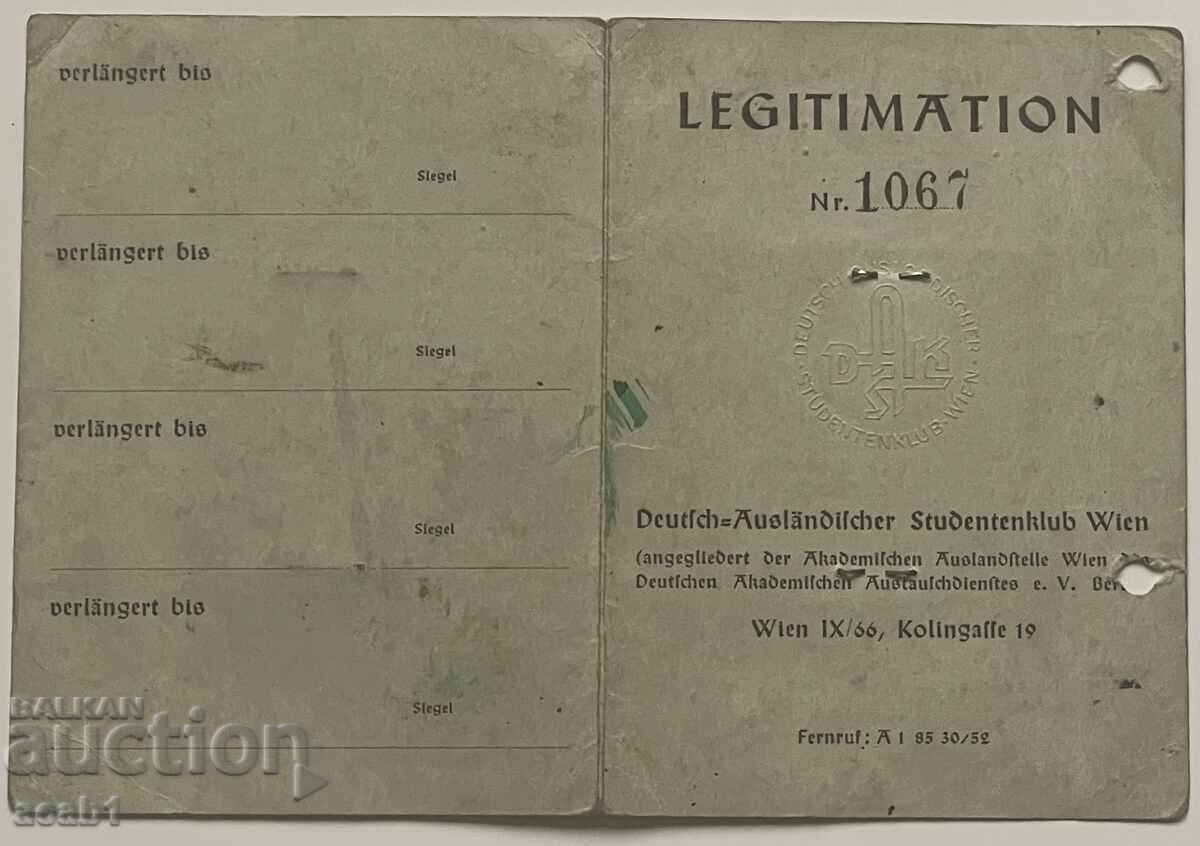 verlängert bis
Siegel
verlängert bis
Siegel
verlängert bis
Siegel
verlängert bis
Siegel
LEGITIMATION
Nr. 1067
DEUTSCH AUSLÄNDISCHER · STUDENTENKLUB · WIEN ·
DASK
Deutſch=Ausländiſcher Studentenklub Wien
(angegliedert der Akademiſchen Auslandſtelle Wien
Deutſchen Akademiſchen Austauſchdienſtes e. V.
Wien IX/66, Kolingaſſe 19
Fernruf: A 1 85 30/52
BALKAN
auction
acab1